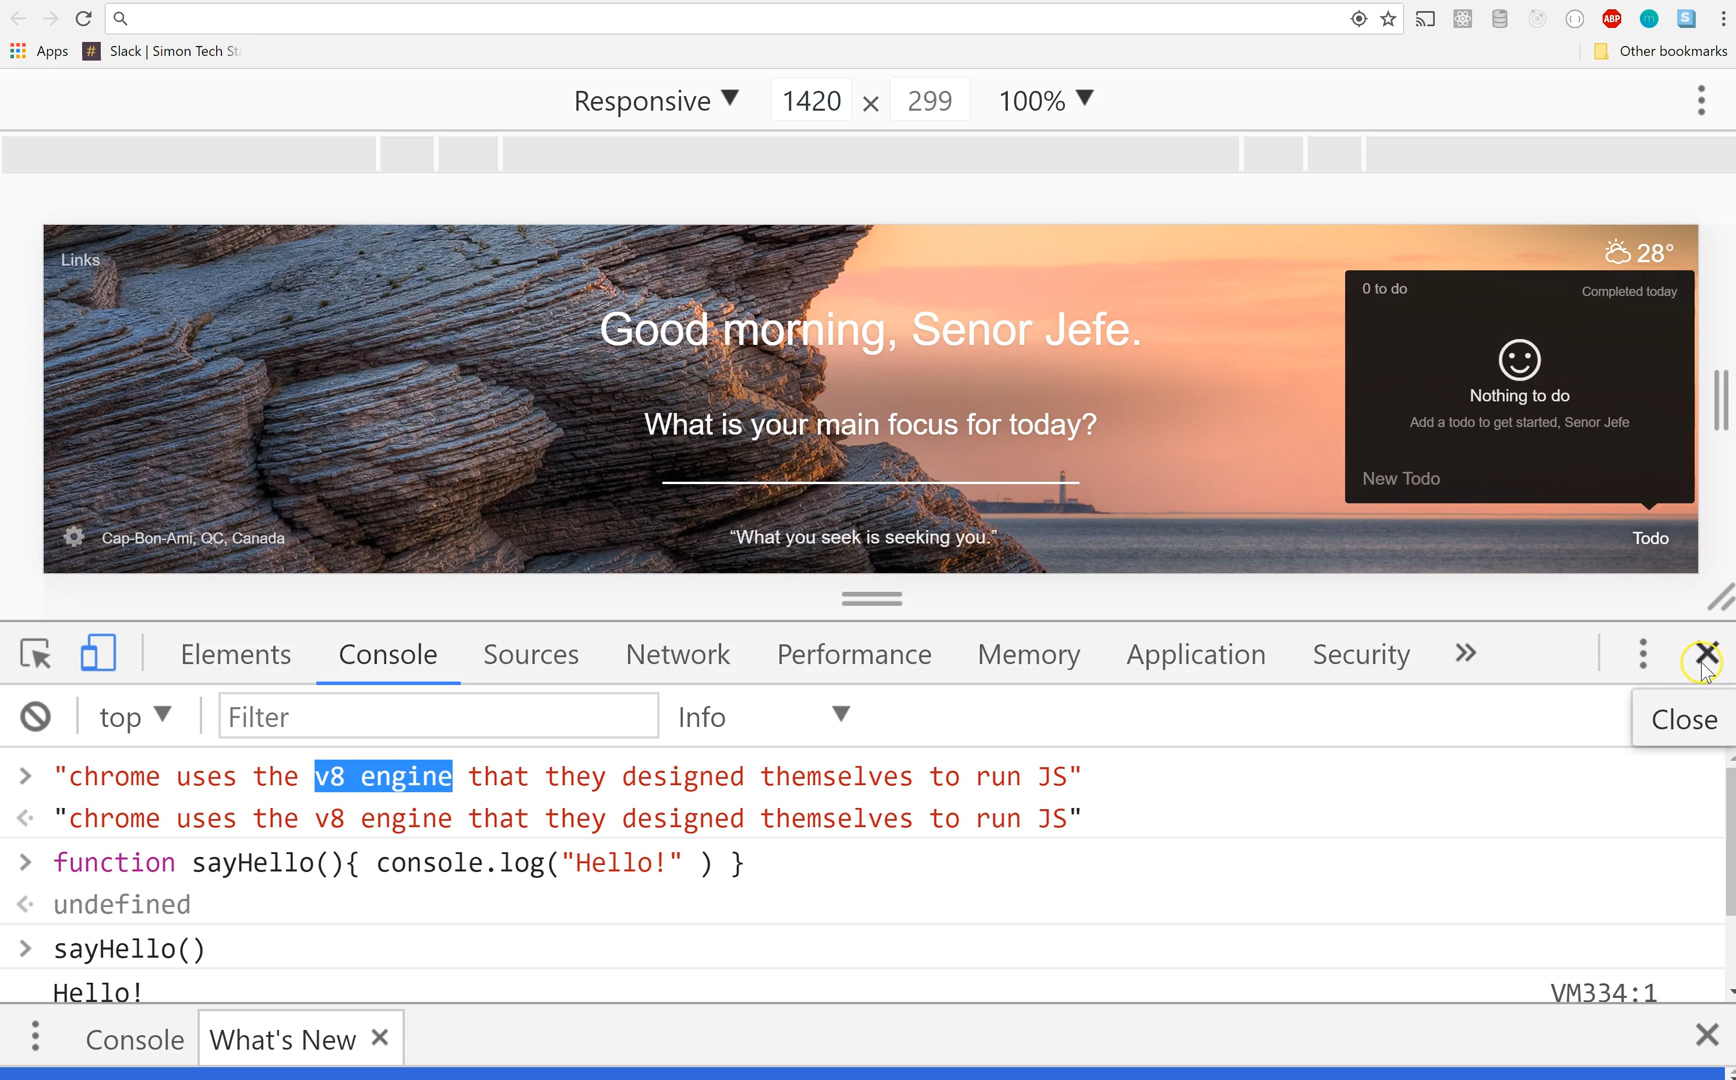 Apps # Slack | Simon Tech St Other bookmarks
ABP m S
Responsive 1420 × 299 100%
Links
28°
0 to do Completed today
Good morning, Senor Jefe.
Nothing to do
Add a todo to get started, Senor Jefe
What is your main focus for today?
New Todo
Cap-Bon-Ami, QC, Canada
“What you seek is seeking you.”
Todo
Elements Console Sources Network Performance Memory Application Security »
top Filter Info
Close
> "chrome uses the v8 engine that they designed themselves to run JS"
"chrome uses the v8 engine that they designed themselves to run JS"
> function sayHello(){ console.log("Hello!" ) }
undefined
> sayHello()
Hello! VM334:1
Console What's New